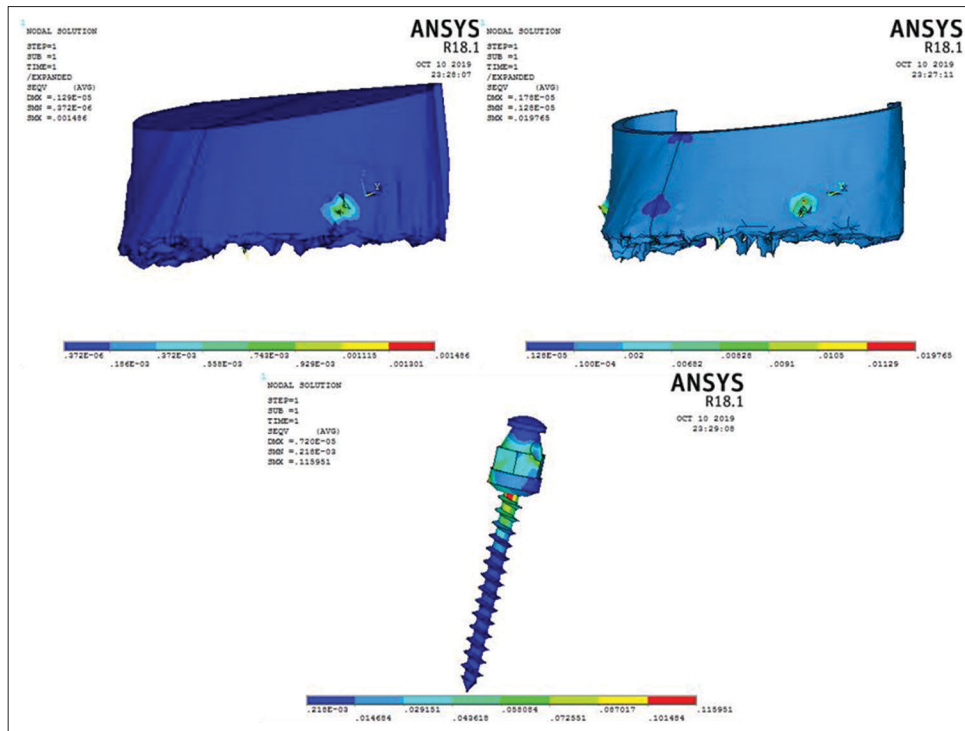 1
NODAL SOLUTION
STEP=1
SUB =1
TIME=1
/EXPANDED
SEQV (AVG)
DMX =.129E-05
SMN =.372E-06
SMX =.001486
ANSYS
R18.1
OCT 10 2019
23:28:07
.372E-06 .372E-03 .743E-03 .001115 .001486
.186E-03 .558E-03 .929E-03 .001301
1
NODAL SOLUTION
STEP=1
SUB =1
TIME=1
/EXPANDED
SEQV (AVG)
DMX =.178E-05
SMN =.128E-05
SMX =.019765
ANSYS
R18.1
OCT 10 2019
23:27:11
.128E-05 .002 .00828 .0105 .019765
.100E-04 .00682 .0091 .01129
1
NODAL SOLUTION
STEP=1
SUB =1
TIME=1
SEQV (AVG)
DMX =.720E-05
SMN =.218E-03
SMX =.115951
ANSYS
R18.1
OCT 10 2019
23:29:08
.218E-03 .029151 .058084 .087017 .115951
.014684 .043618 .072551 .101484